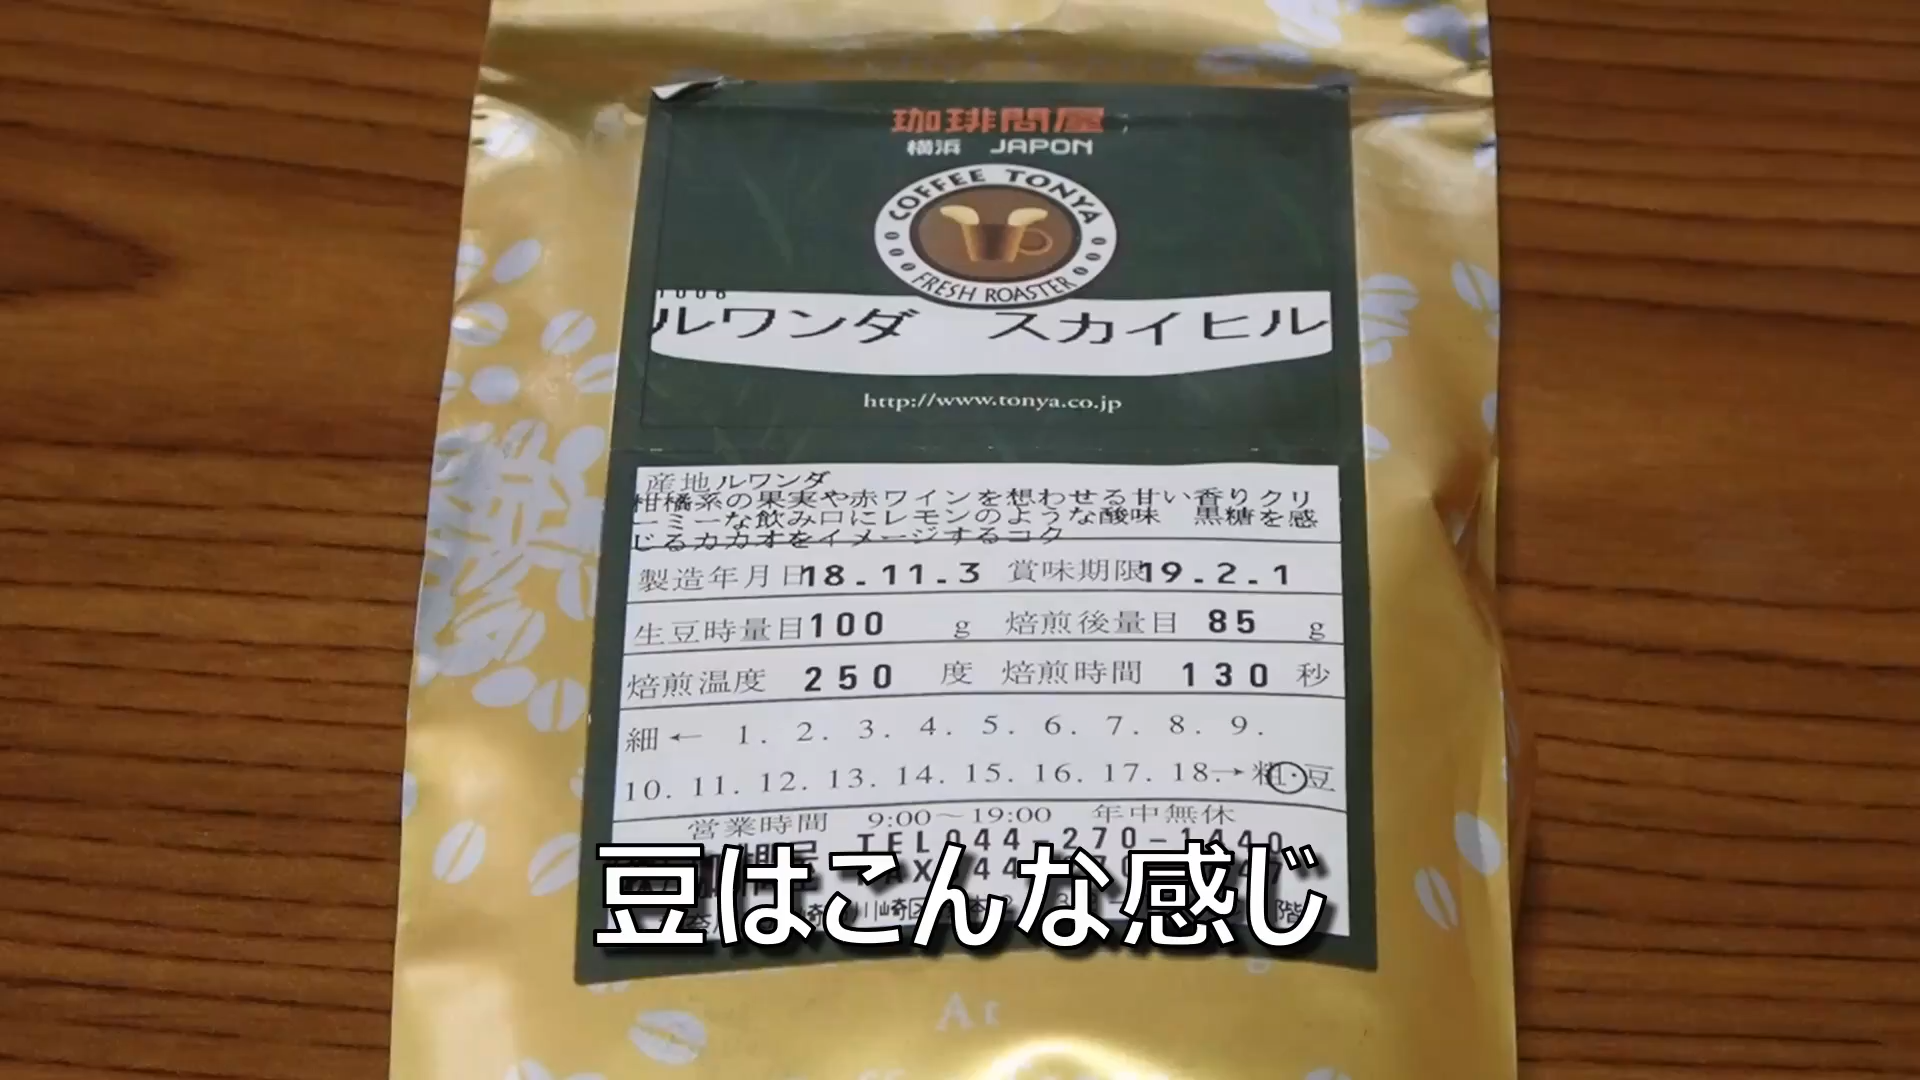 珈琲問屋
横浜 JAPON
COFFEE TONYA
FRESH ROASTER
ルワンダ スカイヒル
http://www.tonya.co.jp
産地ルワンダ
柑橘系の果実や赤ワインを想わせる甘い香りクリ
ーミーな飲み口にレモンのような酸味 黒糖を感
じるカカオをイメージするコク
製造年月日18.11.3 賞味期限19.2.1
生豆時量目100 g 焙煎後量目 85 g
焙煎温度 250 度 焙煎時間 130 秒
細← 1. 2. 3. 4. 5. 6. 7. 8. 9.
10. 11. 12. 13. 14. 15. 16. 17. 18.→粗・豆
営業時間 9:00～19:00 年中無休
TEL044-270-1440
豆はこんな感じ